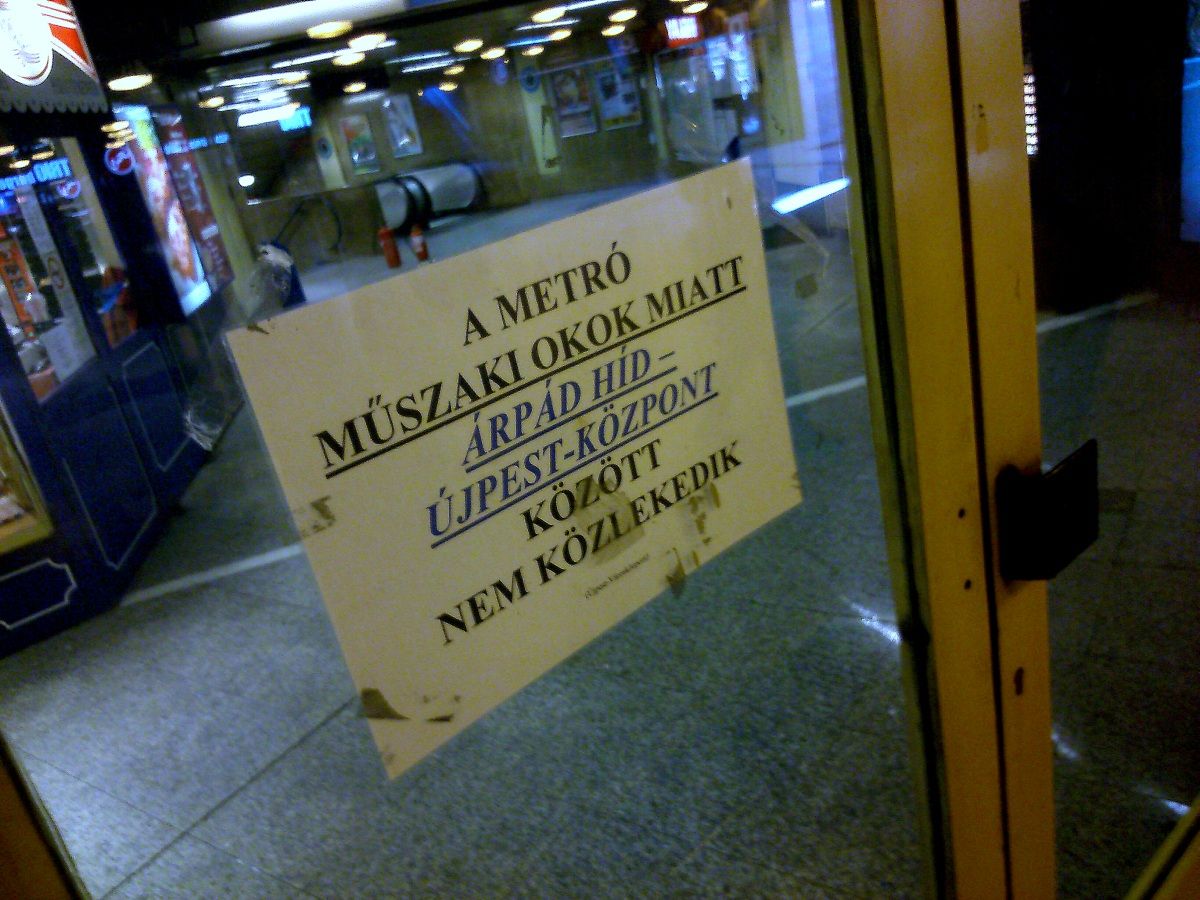 A METRÓ
MŰSZAKI OKOK MIATT
ÁRPÁD HÍD –
ÚJPEST-KÖZPONT
KÖZÖTT
NEM KÖZLEKEDIK